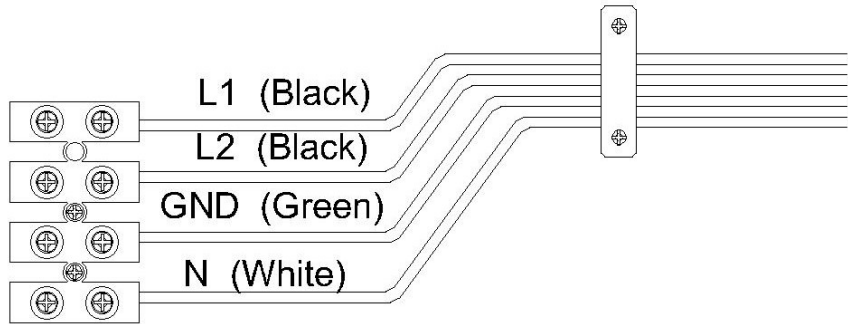 L1 (Black)
L2 (Black)
GND (Green)
N (White)